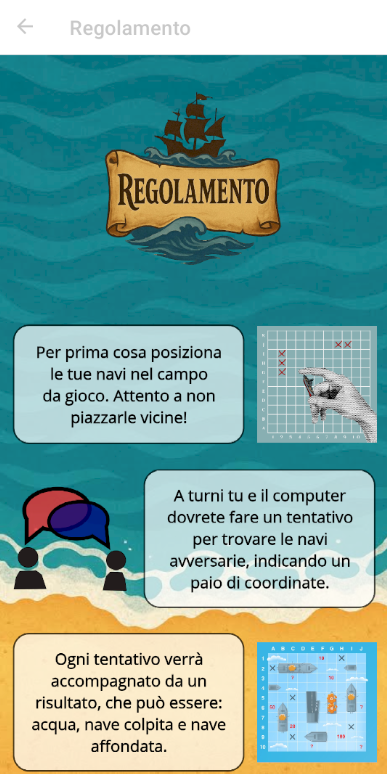 Regolamento
REGOLAMENTO
Per prima cosa posiziona
le tue navi nel campo
da gioco. Attento a non
piazzarle vicine!
A turni tu e il computer
dovrete fare un tentativo
per trovare le navi
avversarie, indicando un
paio di coordinate.
Ogni tentativo verrà
accompagnato da un
risultato, che può essere:
acqua, nave colpita e nave
affondata.